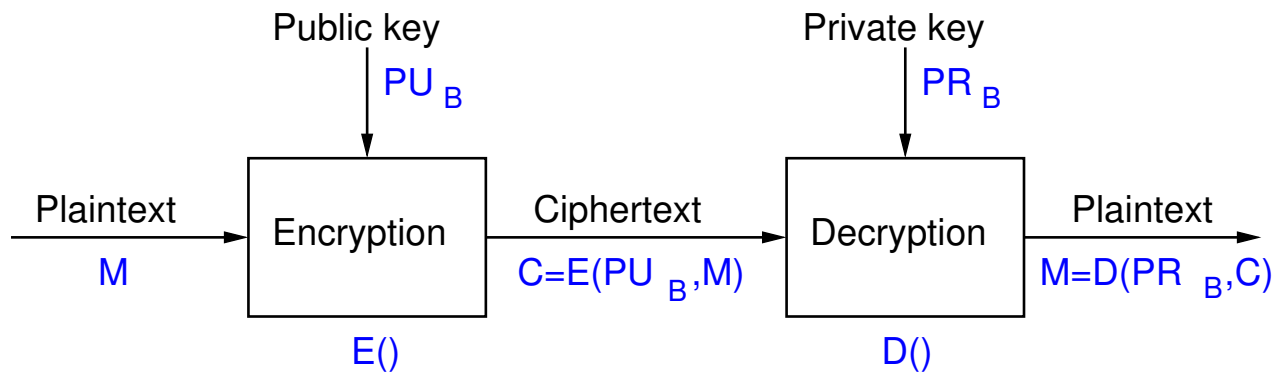 Public key
PU B
Private key
PR B
Plaintext
M
Encryption
E()
Ciphertext
C=E(PU B,M)
Decryption
D()
Plaintext
M=D(PR B,C)